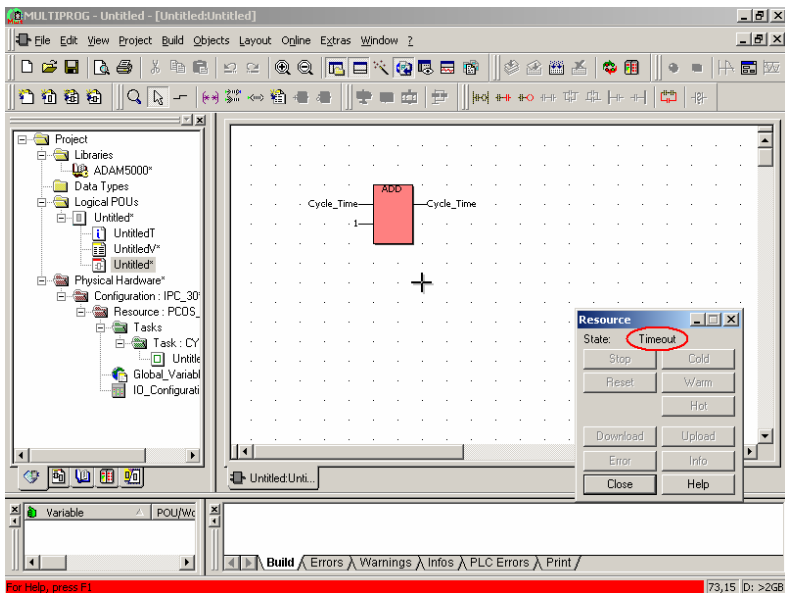 MULTIPROG - Untitled - [Untitled:Untitled]
File Edit View Project Build Objects Layout Online Extras Window ?
Project
Libraries
ADAM5000*
Data Types
Logical POUs
Untitled*
UntitledT
UntitledV*
Untitled*
Physical Hardware*
Configuration : IPC_30
Resource : PCOS_
Tasks
Task : CY
Untitle
Global_Variabl
IO_Configurati
ADD
Cycle_Time
Cycle_Time
1
Resource
State: Timeout
Stop Cold
Reset Warm
Hot
Download Upload
Error Info
Close Help
Untitled:Unti...
Variable POU/Wo
Build Errors Warnings Infos PLC Errors Print
For Help, press F1
73,15 D: >2GB